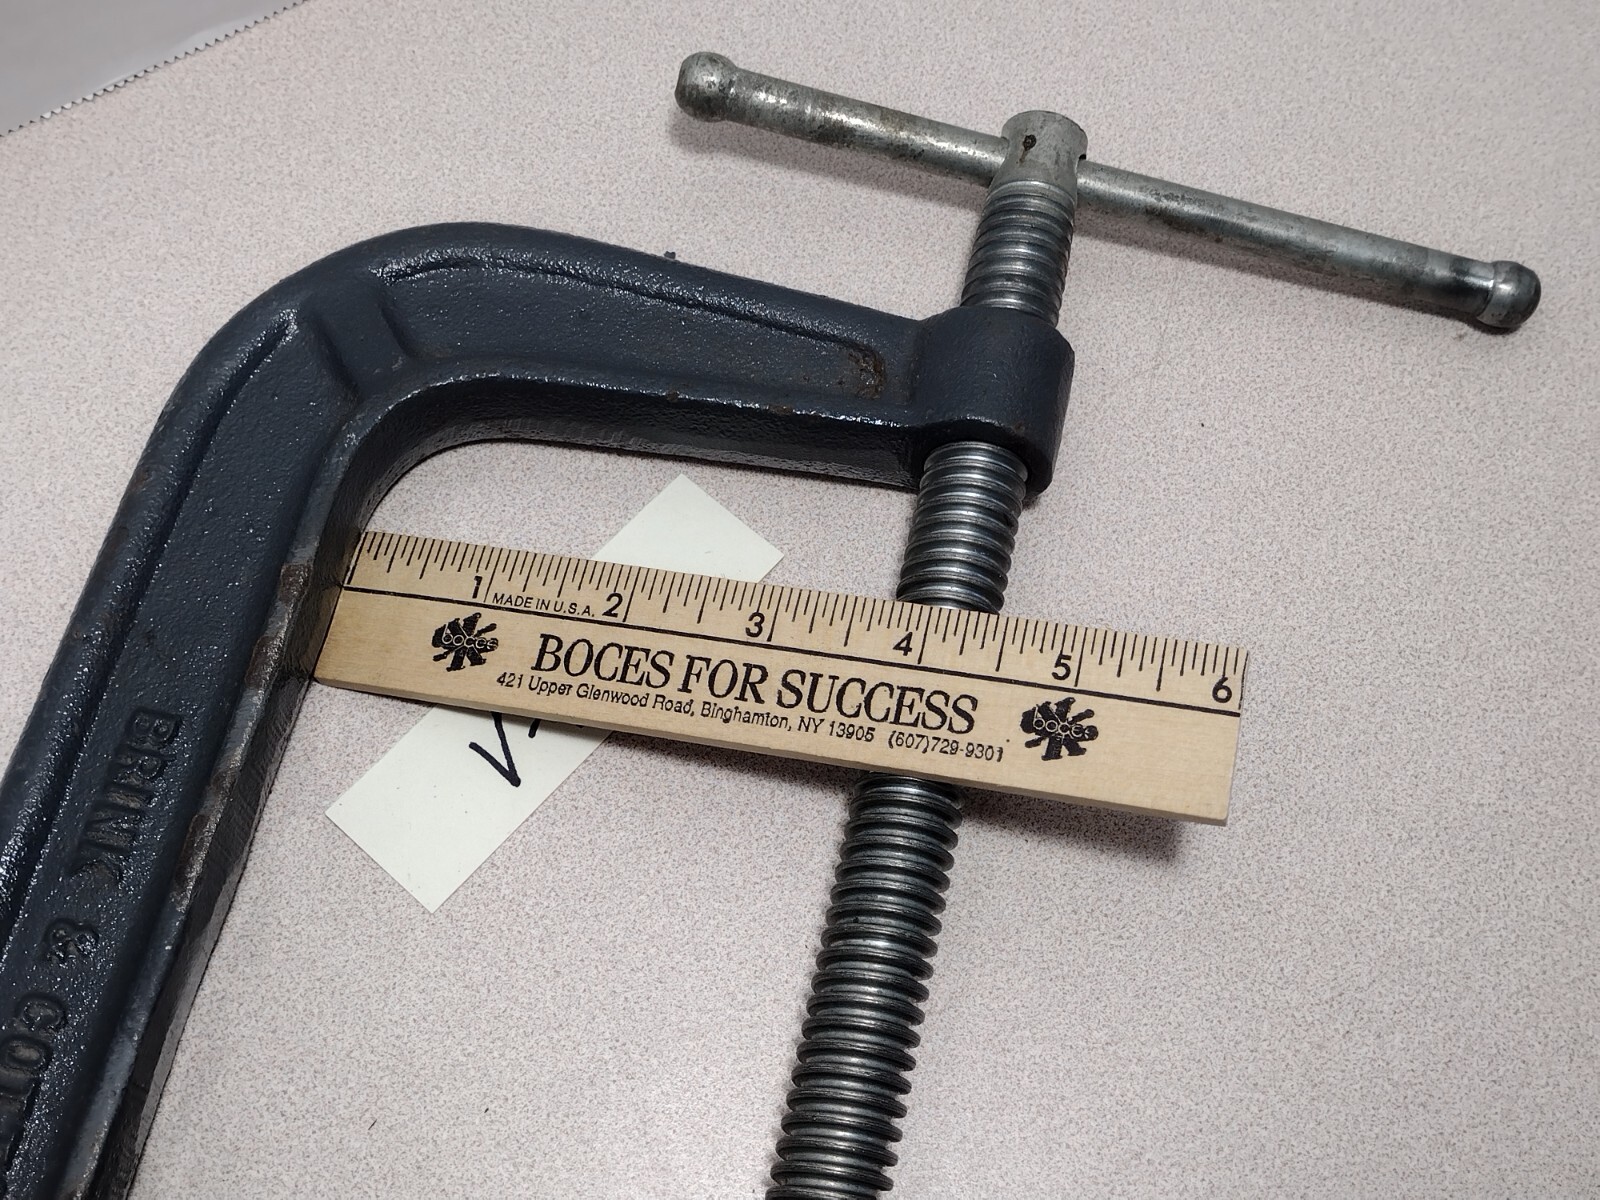 1 2 3 4 5 6
MADE IN U.S.A.
boces BOCES FOR SUCCESS boces
421 Upper Glenwood Road, Binghamton, NY 13905 (607)729-9301
BRINK & CO